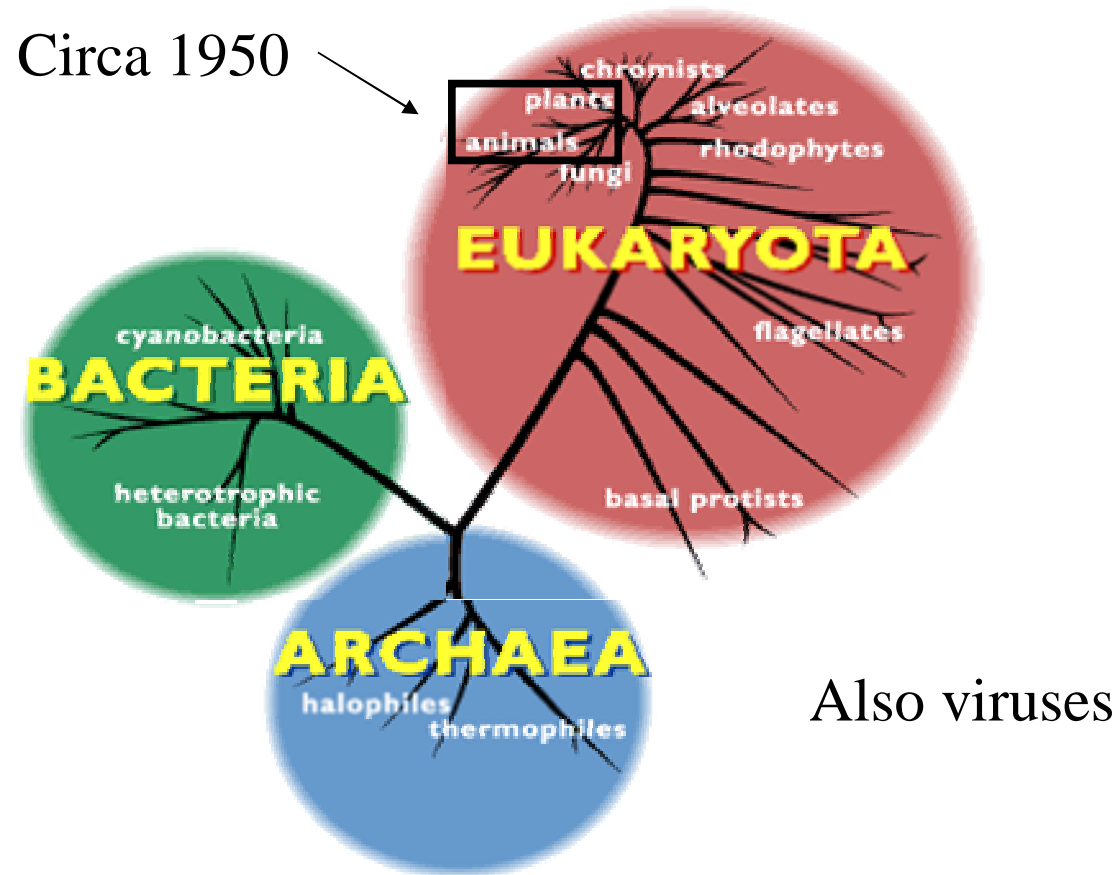 Circa 1950
chromists
plants
alveolates
animals
rhodophytes
fungi
EUKARYOTA
flagellates
basal protists
cyanobacteria
BACTERIA
heterotrophic
bacteria
ARCHAEA
halophiles
thermophiles
Also viruses